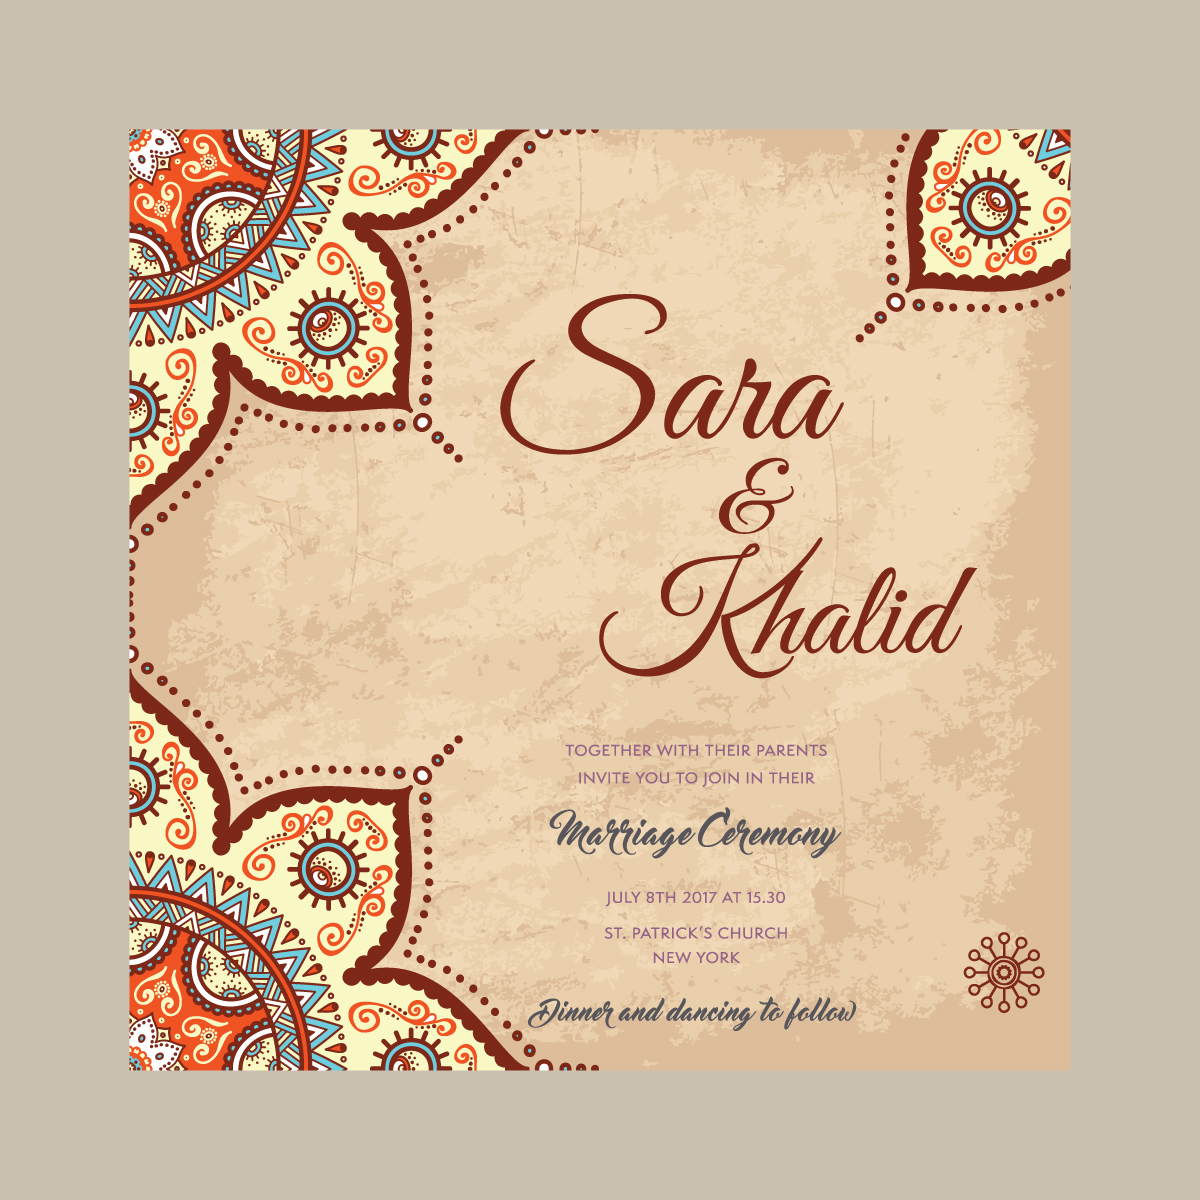 Sara
&
Khalid
TOGETHER WITH THEIR PARENTS
INVITE YOU TO JOIN IN THEIR
Marriage Ceremony
JULY 8TH 2017 AT 15.30
ST. PATRICK'S CHURCH
NEW YORK
Dinner and dancing to follow